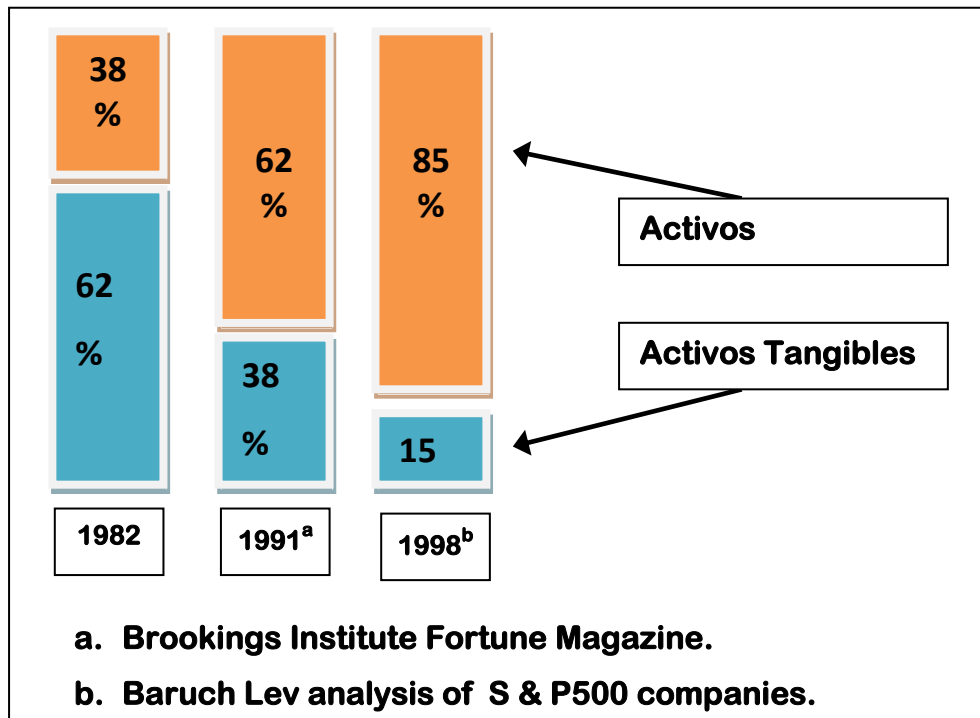 38
%
62
%
62
%
38
%
85
%
15
Activos
Activos Tangibles
1982
1991ᵃ
1998ᵇ
a. Brookings Institute Fortune Magazine.
b. Baruch Lev analysis of S & P500 companies.